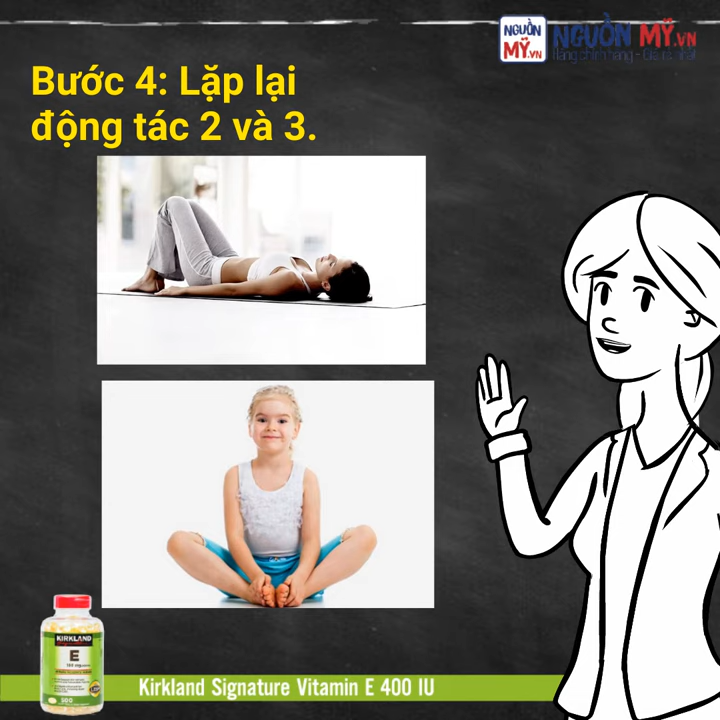 NGUỒN
MỸ.VN
NGUỒN MỸ.VN
Bước 4: Lặp lại
động tác 2 và 3.
KIRKLAND
E
500
Kirkland Signature Vitamin E 400 IU